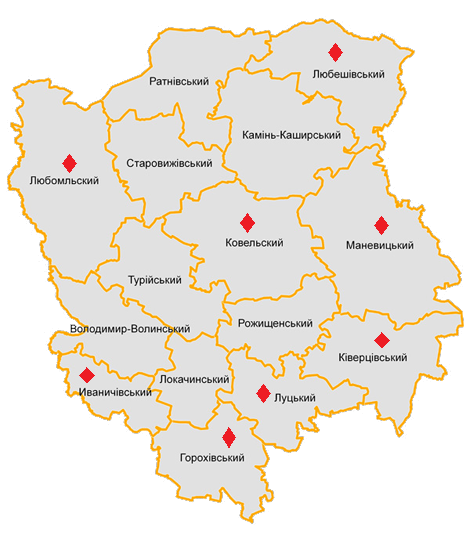 Любешівський
Ратнівський
Камінь-Каширський
Старовижівський
Любомльский
Ковельский
Маневицький
Турійський
Рожищенський
Володимир-Волинський
Ківерцівський
Локачинський
Иваничівський
Луцький
Горохівський